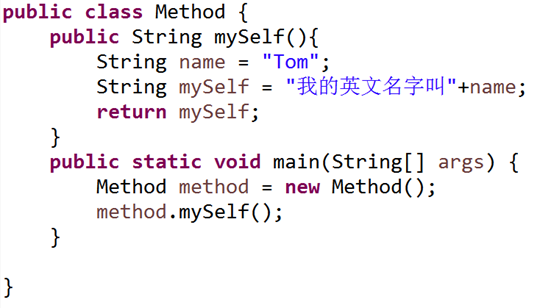 public class Method {
    public String mySelf(){
        String name = "Tom";
        String mySelf = "我的英文名字叫"+name;
        return mySelf;
    }
    public static void main(String[] args) {
        Method method = new Method();
        method.mySelf();
    }
}